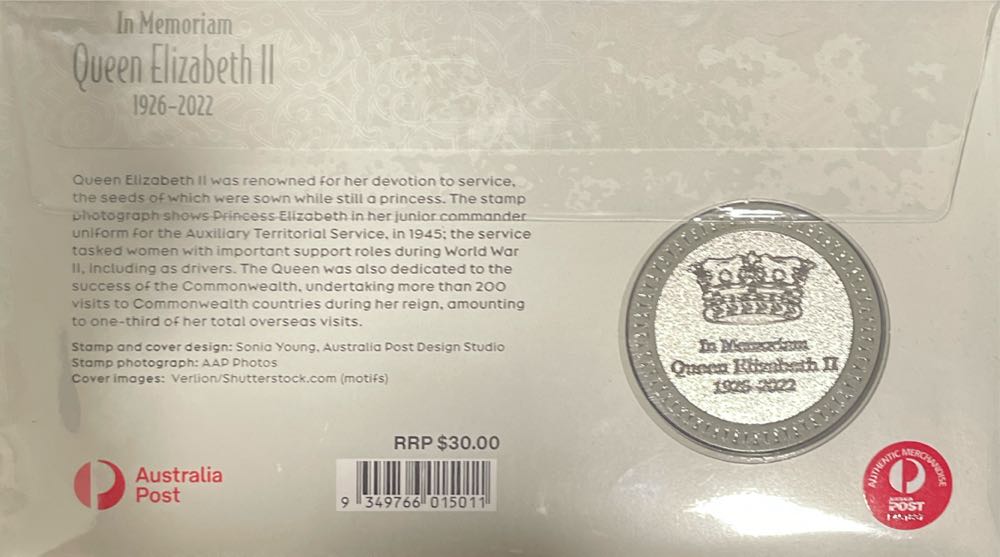 In Memoriam
Queen Elizabeth II
1926–2022
Queen Elizabeth II was renowned for her devotion to service,
the seeds of which were sown while still a princess. The stamp
photograph shows Princess Elizabeth in her junior commander
uniform for the Auxiliary Territorial Service, in 1945; the service
tasked women with important support roles during World War
II, including as drivers. The Queen was also dedicated to the
success of the Commonwealth, undertaking more than 200
visits to Commonwealth countries during her reign, amounting
to one-third of her total overseas visits.
Stamp and cover design: Sonia Young, Australia Post Design Studio
Stamp photograph: AAP Photos
Cover images: Verlion/Shutterstock.com (motifs)
In Memoriam
Queen Elizabeth II
1926–2022
RRP $30.00
9 349766 015011
Australia
Post
AUTHENTIC MERCHANDISE
AUSTRALIA
POST